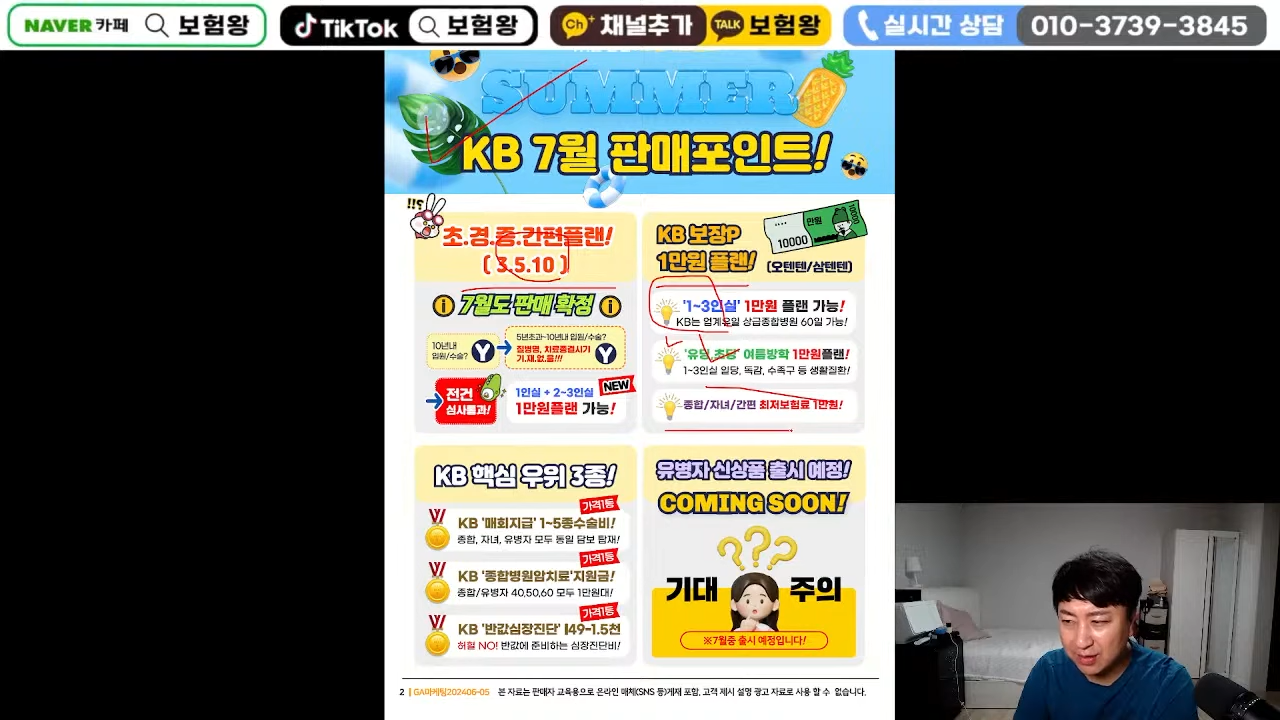 NAVER 카페 보험왕
TikTok 보험왕
Ch+ 채널추가 TALK 보험왕
실시간 상담 010-3739-3845
SUMMER
KB 7월 판매포인트!
초.경.중.간편플랜!
( 3.5.10 )
7월도 판매 확정
10년내
입원/수술?
Y
5년초과~10년내 입원/수술?
질병명, 치료종결시기
기.재.없.음!!!
Y
전건
심사통과!
NEW
1인실 + 2~3인실
1만원플랜 가능!
KB 보장P
1만원 플랜!
(오텐텐/삼텐텐)
만원
10000
10000
'1~3인실' 1만원 플랜 가능!
KB는 업계유일 상급종합병원 60일 가능!
'유딩, 초딩' 여름방학 1만원플랜!
1~3인실 일당, 독감, 수족구 등 생활질환!
종합/자녀/간편 최저보험료 1만원!
KB 핵심 우위 3종!
가격1등
KB '매회지급' 1~5종수술비!
종합, 자녀, 유병자 모두 동일 담보 탑재!
가격1등
KB '종합병원암치료'지원금!
종합/유병자 40,50,60 모두 1만원대!
가격1등
KB '반값심장진단' I49-1.5천
허혈 NO! 반값에 준비하는 심장진단비!
유병자 신상품 출시 예정!
COMING SOON!
???
기대 주의
※7월중 출시 예정입니다!
2 | GA마케팅202406-05 본 자료는 판매자 교육용으로 온라인 매체(SNS 등)게재 포함, 고객 제시 설명 광고 자료로 사용 할 수 없습니다.